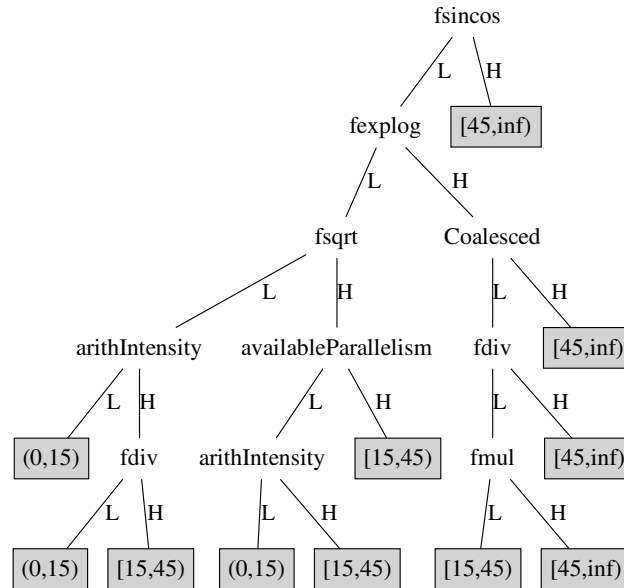 fsincos
L H
fexplog [45,inf)
L H
fsqrt Coalesced
L H L H
arithIntensity availableParallelism fdiv [45,inf)
L H L H L H
(0,15) fdiv arithIntensity [15,45) fmul [45,inf)
L H L H L H
(0,15) [15,45) (0,15) [15,45) [15,45) [45,inf)